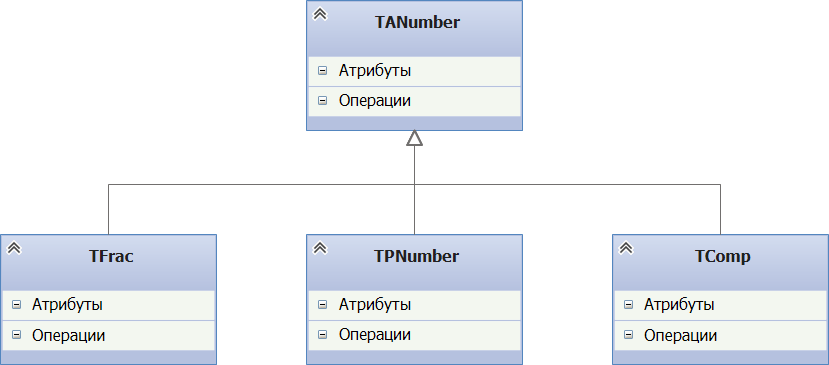 TANumber
Атрибуты
Операции
TFrac
Атрибуты
Операции
TPNumber
Атрибуты
Операции
TComp
Атрибуты
Операции